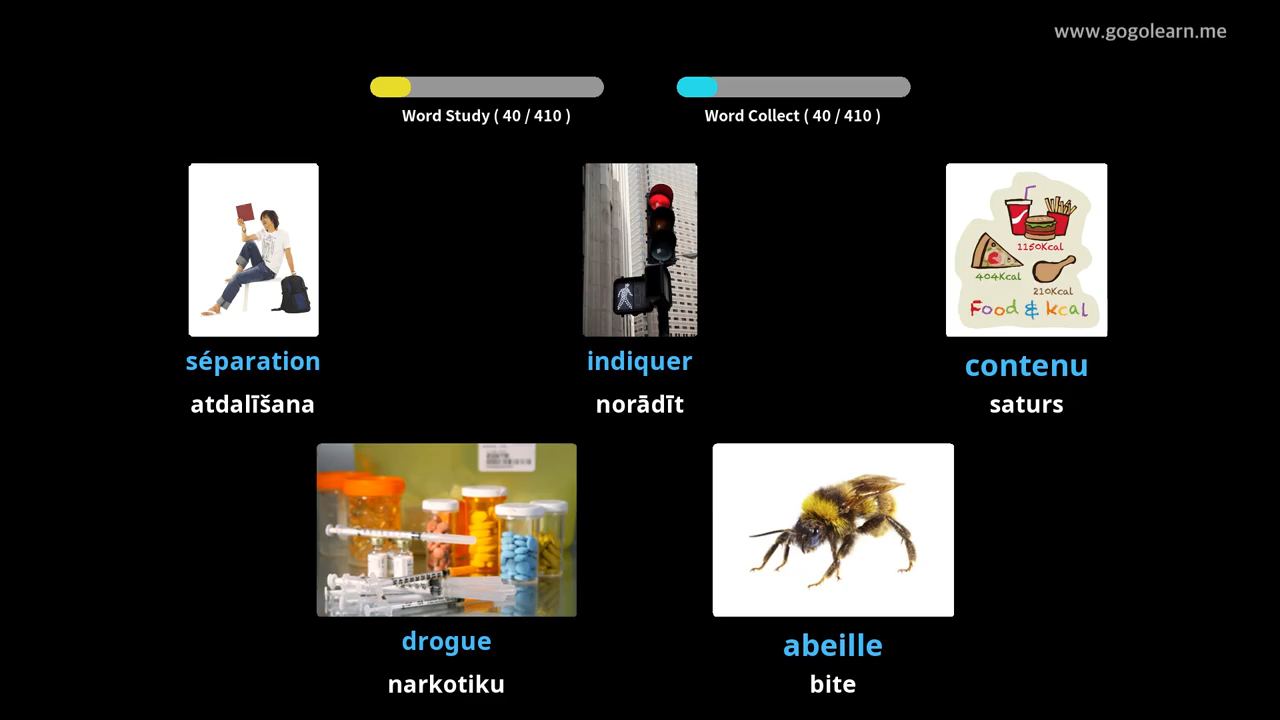 www.gogolearn.me
Word Study ( 40 / 410 )
Word Collect ( 40 / 410 )
1150Kcal
404Kcal
210Kcal
Food & kcal
séparation
indiquer
contenu
atdalīšana
norādīt
saturs
drogue
abeille
narkotiku
bite